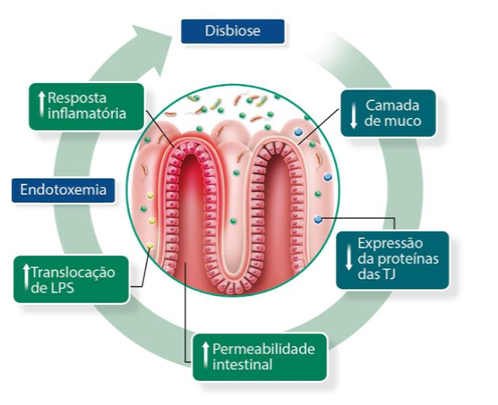 Disbiose
↓ Camada
de muco
↓ Expressão
da proteínas
das TJ
↑ Permeabilidade
intestinal
↑ Translocação
de LPS
Endotoxemia
↑ Resposta
inflamatória